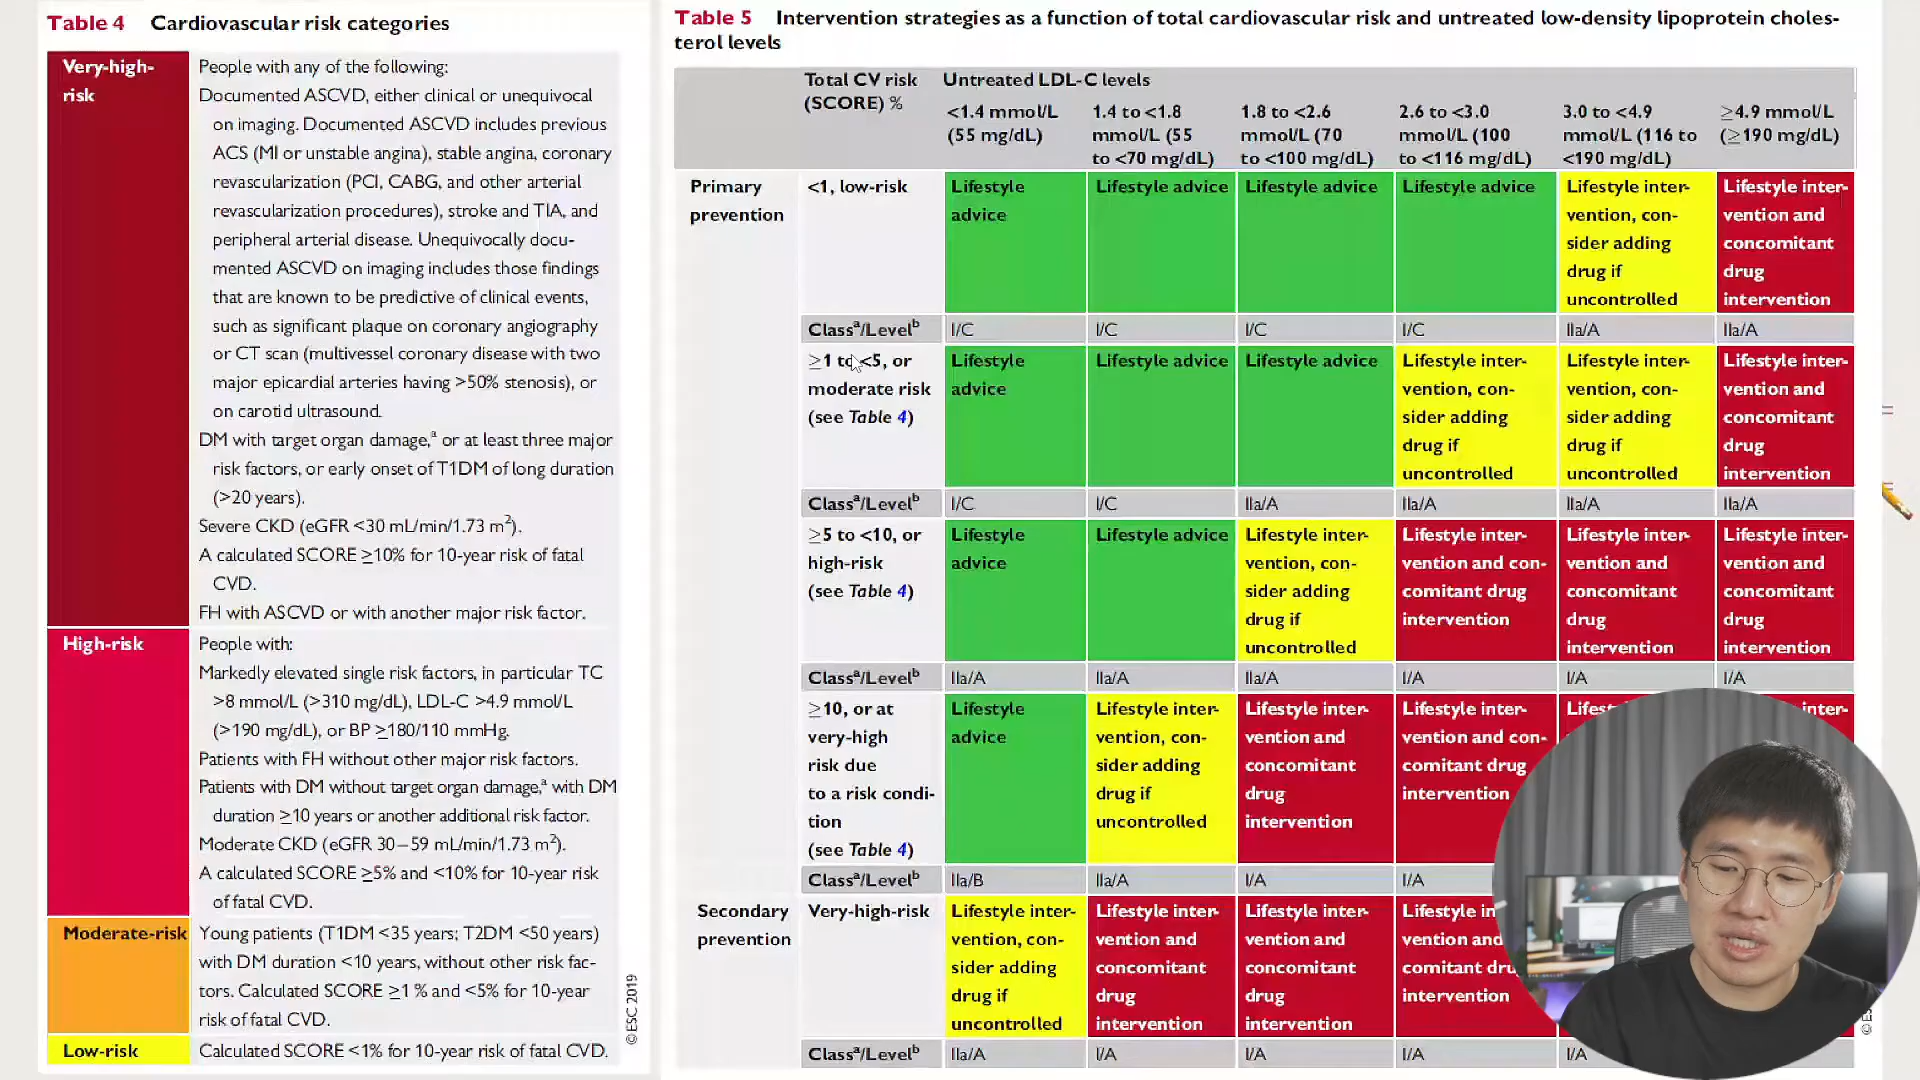 Table 4 Cardiovascular risk categories
Very-high-
risk
People with any of the following:
Documented ASCVD, either clinical or unequivocal
on imaging. Documented ASCVD includes previous
ACS (MI or unstable angina), stable angina, coronary
revascularization (PCI, CABG, and other arterial
revascularization procedures), stroke and TIA, and
peripheral arterial disease. Unequivocally docu-
mented ASCVD on imaging includes those findings
that are known to be predictive of clinical events,
such as significant plaque on coronary angiography
or CT scan (multivessel coronary disease with two
major epicardial arteries having >50% stenosis), or
on carotid ultrasound.
DM with target organ damage,ᵃ or at least three major
risk factors, or early onset of T1DM of long duration
(>20 years).
Severe CKD (eGFR <30 mL/min/1.73 m²).
A calculated SCORE ≥10% for 10-year risk of fatal
CVD.
FH with ASCVD or with another major risk factor.
High-risk
People with:
Markedly elevated single risk factors, in particular TC
>8 mmol/L (>310 mg/dL), LDL-C >4.9 mmol/L
(>190 mg/dL), or BP ≥180/110 mmHg.
Patients with FH without other major risk factors.
Patients with DM without target organ damage,ᵃ with DM
duration ≥10 years or another additional risk factor.
Moderate CKD (eGFR 30–59 mL/min/1.73 m²).
A calculated SCORE ≥5% and <10% for 10-year risk
of fatal CVD.
Moderate-risk
Young patients (T1DM <35 years; T2DM <50 years)
with DM duration <10 years, without other risk fac-
tors. Calculated SCORE ≥1 % and <5% for 10-year
risk of fatal CVD.
Low-risk
Calculated SCORE <1% for 10-year risk of fatal CVD.
©ESC 2019
Table 5 Intervention strategies as a function of total cardiovascular risk and untreated low-density lipoprotein choles-
terol levels
Total CV risk
(SCORE) %
Untreated LDL-C levels
<1.4 mmol/L
(55 mg/dL)
1.4 to <1.8
mmol/L (55
to <70 mg/dL)
1.8 to <2.6
mmol/L (70
to <100 mg/dL)
2.6 to <3.0
mmol/L (100
to <116 mg/dL)
3.0 to <4.9
mmol/L (116 to
<190 mg/dL)
≥4.9 mmol/L
(≥190 mg/dL)
Primary
prevention
<1, low-risk
Lifestyle
advice
Lifestyle advice
Lifestyle advice
Lifestyle advice
Lifestyle inter-
vention, con-
sider adding
drug if
uncontrolled
Lifestyle inter-
vention and
concomitant
drug
intervention
Classᵃ/Levelᵇ
I/C
I/C
I/C
I/C
IIa/A
IIa/A
≥1 to <5, or
moderate risk
(see Table 4)
Lifestyle
advice
Lifestyle advice
Lifestyle advice
Lifestyle inter-
vention, con-
sider adding
drug if
uncontrolled
Lifestyle inter-
vention, con-
sider adding
drug if
uncontrolled
Lifestyle inter-
vention and
concomitant
drug
intervention
Classᵃ/Levelᵇ
I/C
I/C
IIa/A
IIa/A
IIa/A
IIa/A
≥5 to <10, or
high-risk
(see Table 4)
Lifestyle
advice
Lifestyle advice
Lifestyle inter-
vention, con-
sider adding
drug if
uncontrolled
Lifestyle inter-
vention and con-
comitant drug
intervention
Lifestyle inter-
vention and
concomitant
drug
intervention
Lifestyle inter-
vention and
concomitant
drug
intervention
Classᵃ/Levelᵇ
IIa/A
IIa/A
IIa/A
I/A
I/A
I/A
≥10, or at
very-high
risk due
to a risk condi-
tion
(see Table 4)
Lifestyle
advice
Lifestyle inter-
vention, con-
sider adding
drug if
uncontrolled
Lifestyle inter-
vention and
concomitant
drug
intervention
Lifestyle inter-
vention and con-
comitant drug
intervention
inter-
Classᵃ/Levelᵇ
IIa/B
IIa/A
I/A
I/A
Secondary
prevention
Very-high-risk
Lifestyle inter-
vention, con-
sider adding
drug if
uncontrolled
Lifestyle inter-
vention and
concomitant
drug
intervention
Lifestyle inter-
vention and
concomitant
drug
intervention
Lifestyle
vention and
comitant
intervention
Classᵃ/Levelᵇ
IIa/A
I/A
I/A
I/A
I/A